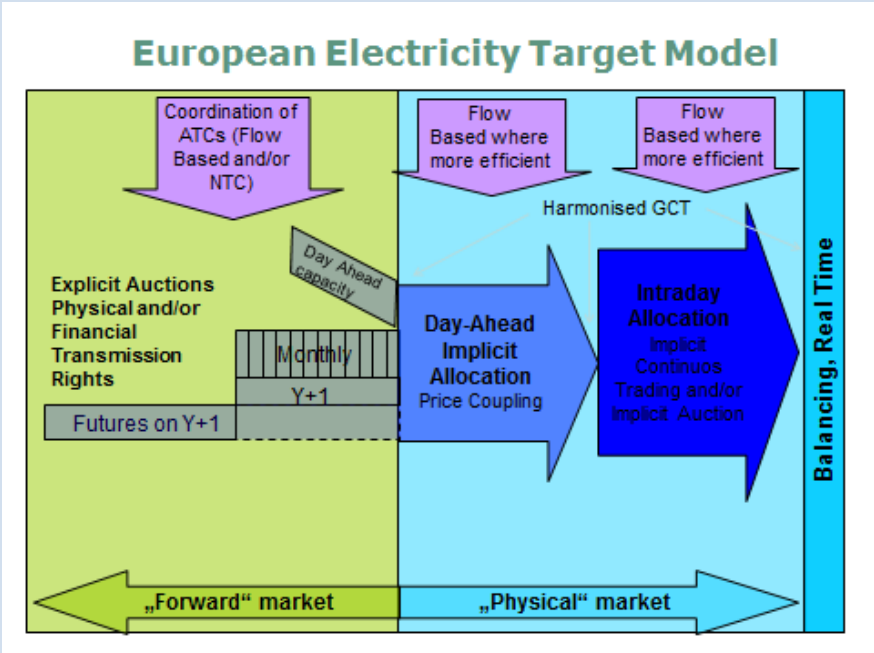 European Electricity Target Model
Coordination of
ATCs (Flow
Based and/or
NTC)
Flow
Based where
more efficient
Flow
Based where
more efficient
Harmonised GCT
Day Ahead
capacity
Explicit Auctions
Physical and/or
Financial
Transmission
Rights
Monthly
Y+1
Futures on Y+1
Day-Ahead
Implicit
Allocation
Price Coupling
Intraday
Allocation
Implicit
Continuos
Trading and/or
Implicit Auction
Balancing, Real Time
„Forward“ market
„Physical“ market